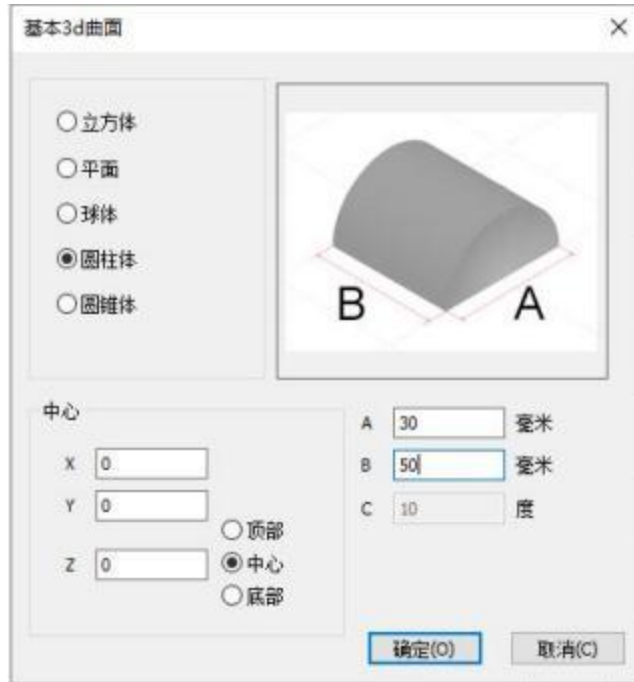 基本3d曲面
立方体
平面
球体
圆柱体
圆锥体
B
A
中心
X 0
Y 0
Z 0
顶部
中心
底部
A 30 毫米
B 50 毫米
C 10 度
确定(O)
取消(C)